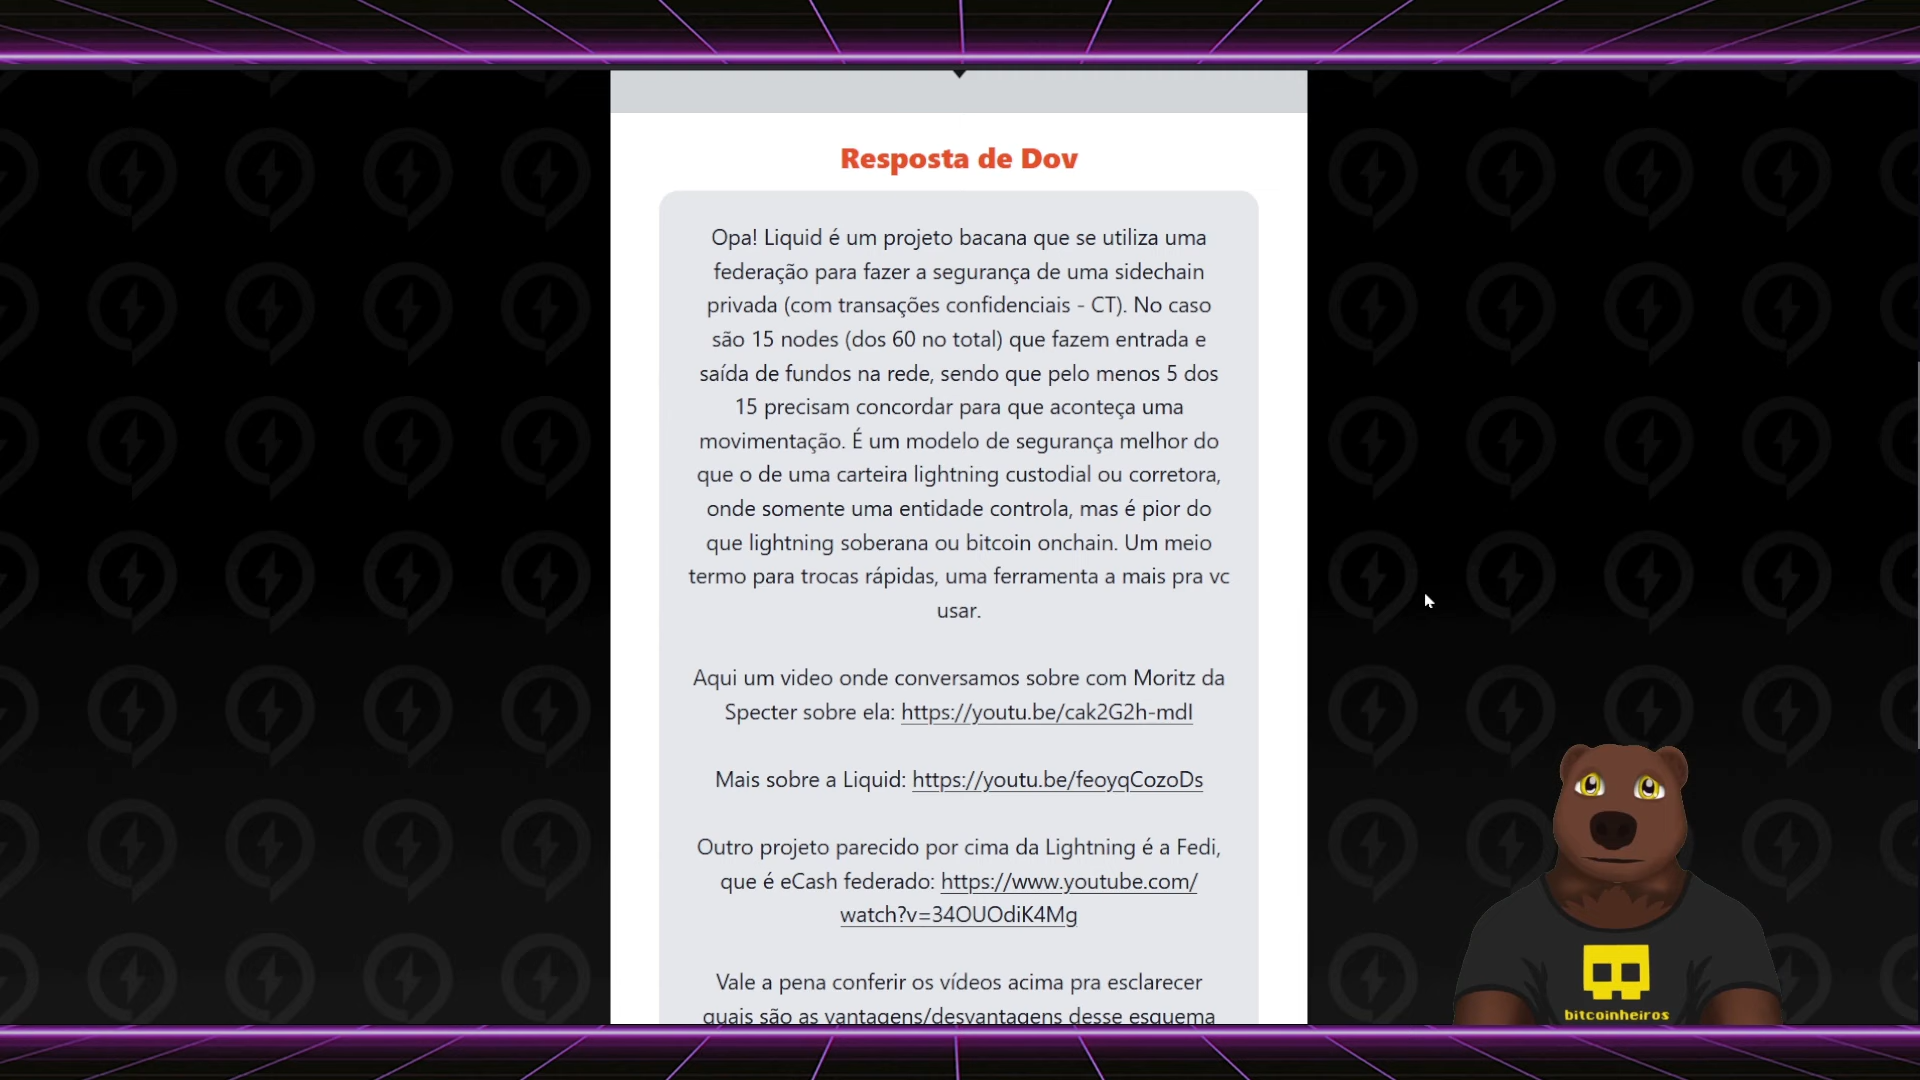 Resposta de Dov
Opa! Liquid é um projeto bacana que se utiliza uma
federação para fazer a segurança de uma sidechain
privada (com transações confidenciais - CT). No caso
são 15 nodes (dos 60 no total) que fazem entrada e
saída de fundos na rede, sendo que pelo menos 5 dos
15 precisam concordar para que aconteça uma
movimentação. É um modelo de segurança melhor do
que o de uma carteira lightning custodial ou corretora,
onde somente uma entidade controla, mas é pior do
que lightning soberana ou bitcoin onchain. Um meio
termo para trocas rápidas, uma ferramenta a mais pra vc
usar.
Aqui um video onde conversamos sobre com Moritz da
Specter sobre ela: https://youtu.be/cak2G2h-mdI
Mais sobre a Liquid: https://youtu.be/feoyqCozoDs
Outro projeto parecido por cima da Lightning é a Fedi,
que é eCash federado: https://www.youtube.com/
watch?v=34OUOdiK4Mg
Vale a pena conferir os vídeos acima pra esclarecer
quais são as vantagens/desvantagens desse esquema
bitcoinheiros